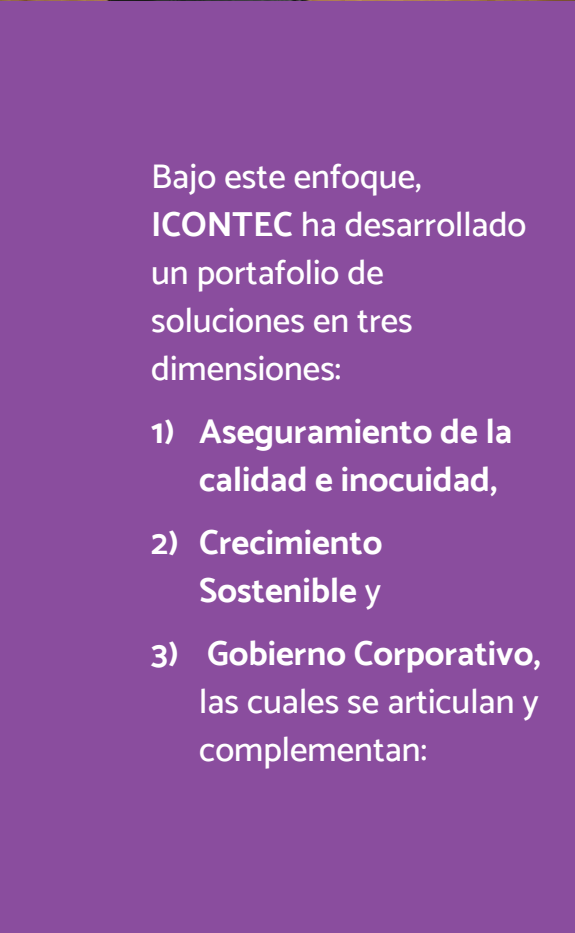 Bajo este enfoque,
ICONTEC ha desarrollado
un portafolio de
soluciones en tres
dimensiones:
1) Aseguramiento de la
calidad e inocuidad,
2) Crecimiento
Sostenible y
3) Gobierno Corporativo,
las cuales se articulan y
complementan: